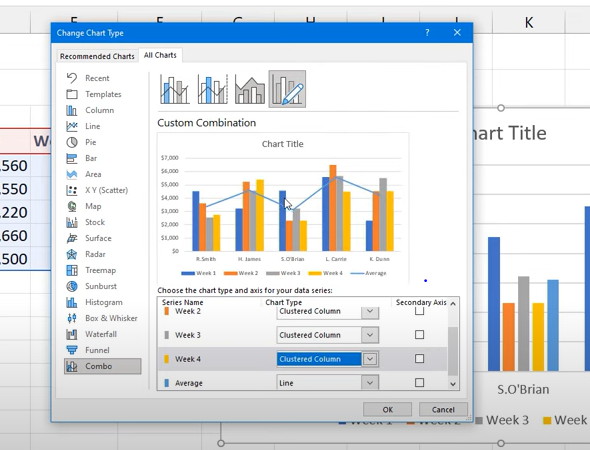 E F G H I J K
Change Chart Type ?
Recommended Charts All Charts
Recent
Templates
Column
Line
Pie
Bar
Area
X Y (Scatter)
Map
Stock
Surface
Radar
Treemap
Sunburst
Histogram
Box & Whisker
Waterfall
Funnel
Combo
Custom Combination
Chart Title
$7,000
$6,000
$5,000
$4,000
$3,000
$2,000
$1,000
$0
R.Smith H. James S.O'Brian L. Carrie K. Dunn
Week 1 Week 2 Week 3 Week 4 Average
Choose the chart type and axis for your data series:
Series Name Chart Type Secondary Axis
Week 2 Clustered Column
Week 3 Clustered Column
Week 4 Clustered Column
Average Line
OK Cancel
.560
.550
.220
.660
.500
hart Title
S.O'Brian
Week 1 Week 2 Week 3 Week